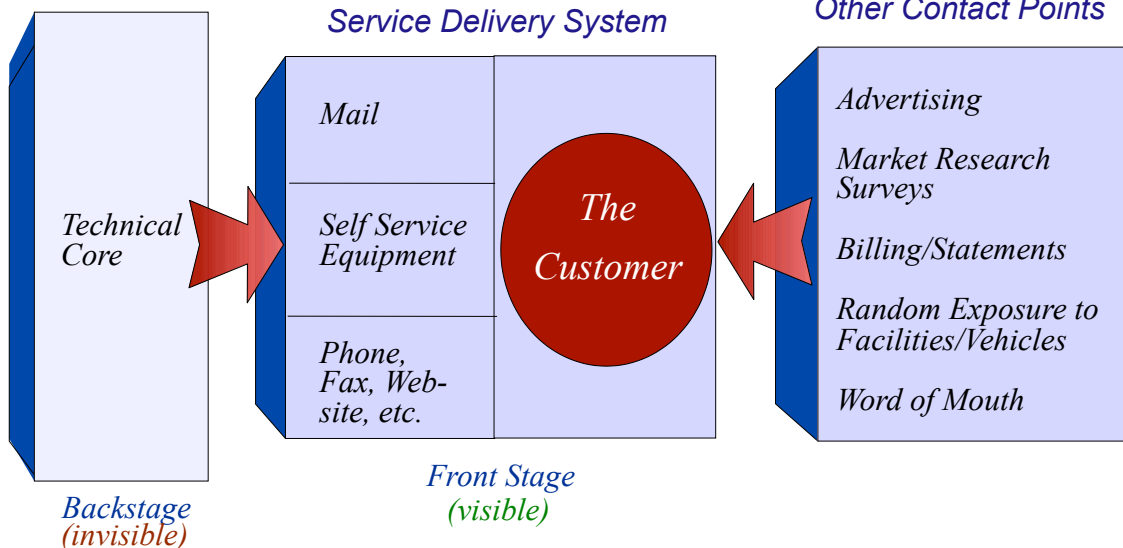 Service Delivery System
Other Contact Points
Technical
Core
Backstage
(invisible)
Mail
Self Service
Equipment
Phone,
Fax, Web-
site, etc.
The
Customer
Front Stage
(visible)
Advertising
Market Research
Surveys
Billing/Statements
Random Exposure to
Facilities/Vehicles
Word of Mouth